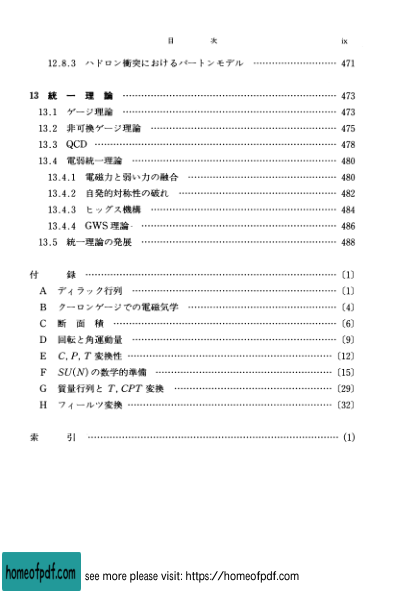 目 次 ix
12.8.3 ハドロン衝突におけるパートンモデル ………………………… 471
13 統 一 理 論 ………………………………………………………… 473
13.1 ゲージ理論 ………………………………………………………… 473
13.2 非可換ゲージ理論 ………………………………………………… 475
13.3 QCD ………………………………………………………………… 478
13.4 電弱統一理論 ……………………………………………………… 480
13.4.1 電磁力と弱い力の融合 ………………………………………… 480
13.4.2 自発的対称性の破れ …………………………………………… 482
13.4.3 ヒッグス機構 …………………………………………………… 484
13.4.4 GWS 理論 ………………………………………………………… 486
13.5 統一理論の発展 …………………………………………………… 488
付 録 …………………………………………………………………… 〔1〕
A ディラック行列 ……………………………………………………… 〔1〕
B クーロンゲージでの電磁気学 ……………………………………… 〔4〕
C 断 面 積 …………………………………………………………… 〔6〕
D 回転と角運動量 ……………………………………………………… 〔9〕
E C, P, T 変換性 ……………………………………………………… 〔12〕
F SU(N) の数学的準備 ………………………………………………… 〔15〕
G 質量行列と T, CPT 変換 …………………………………………… 〔29〕
H フィールツ変換 ……………………………………………………… 〔32〕
索 引 …………………………………………………………………… (1)
homeofpdf.com see more please visit: https://homeofpdf.com